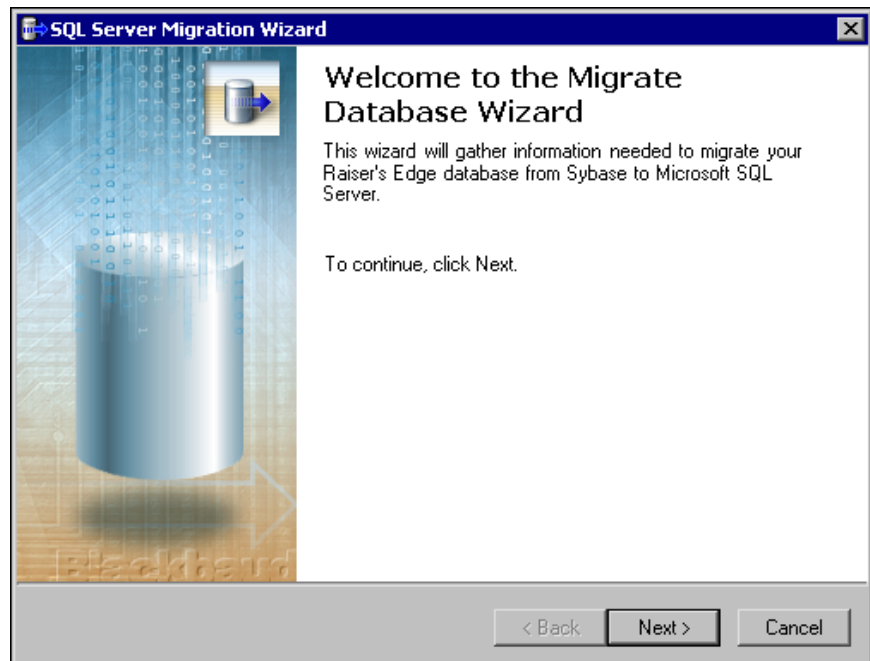 SQL Server Migration Wizard
Welcome to the Migrate
Database Wizard
This wizard will gather information needed to migrate your
Raiser's Edge database from Sybase to Microsoft SQL
Server.
To continue, click Next.
Blackbaud
< Back
Next >
Cancel